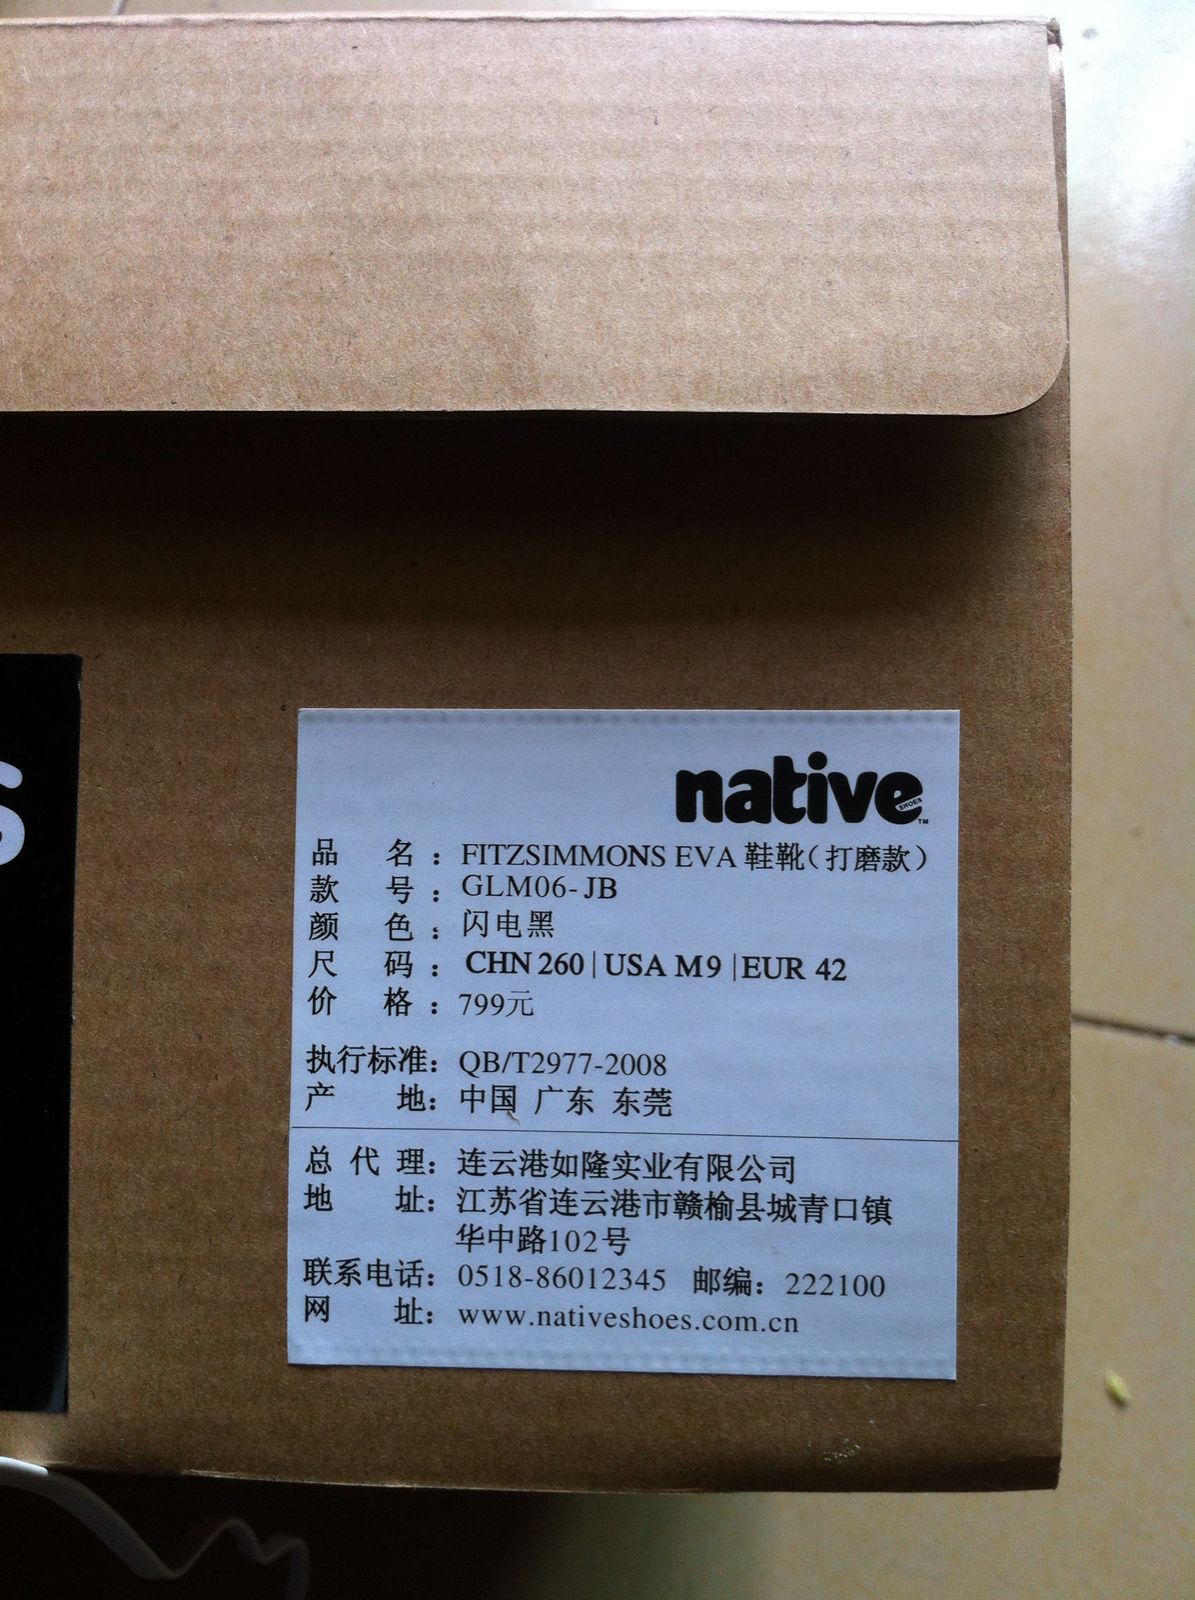 s
native
SHOES
TM
品 名：FITZSIMMONS EVA 鞋靴（打磨款）
款 号：GLM06-JB
颜 色：闪电黑
尺 码：CHN 260|USA M9|EUR 42
价 格：799元
执行标准：QB/T2977-2008
产 地：中国 广东 东莞
总 代 理：连云港如隆实业有限公司
地 址：江苏省连云港市赣榆县城青口镇
华中路102号
联系电话：0518-86012345 邮编：222100
网 址：www.nativeshoes.com.cn